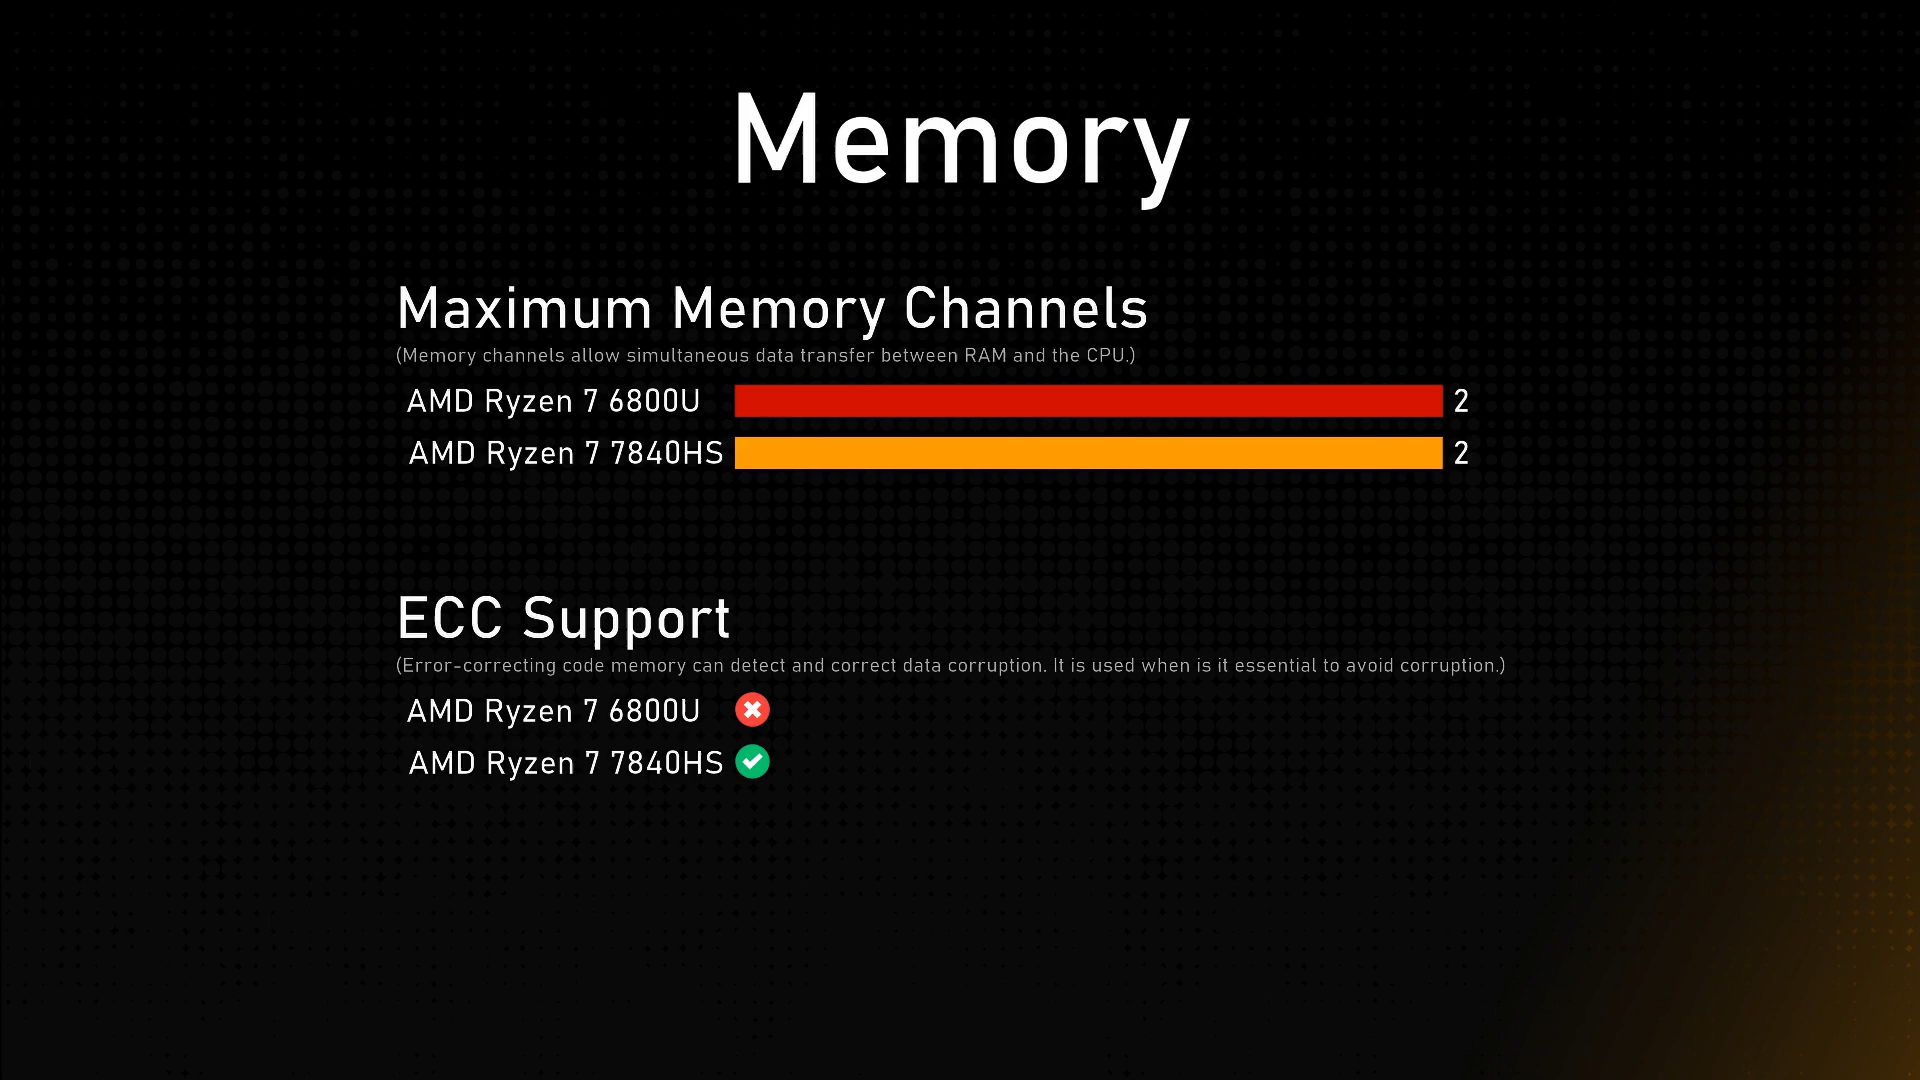 Memory
Maximum Memory Channels
(Memory channels allow simultaneous data transfer between RAM and the CPU.)
AMD Ryzen 7 6800U 2
AMD Ryzen 7 7840HS 2
ECC Support
(Error-correcting code memory can detect and correct data corruption. It is used when is it essential to avoid corruption.)
AMD Ryzen 7 6800U
AMD Ryzen 7 7840HS